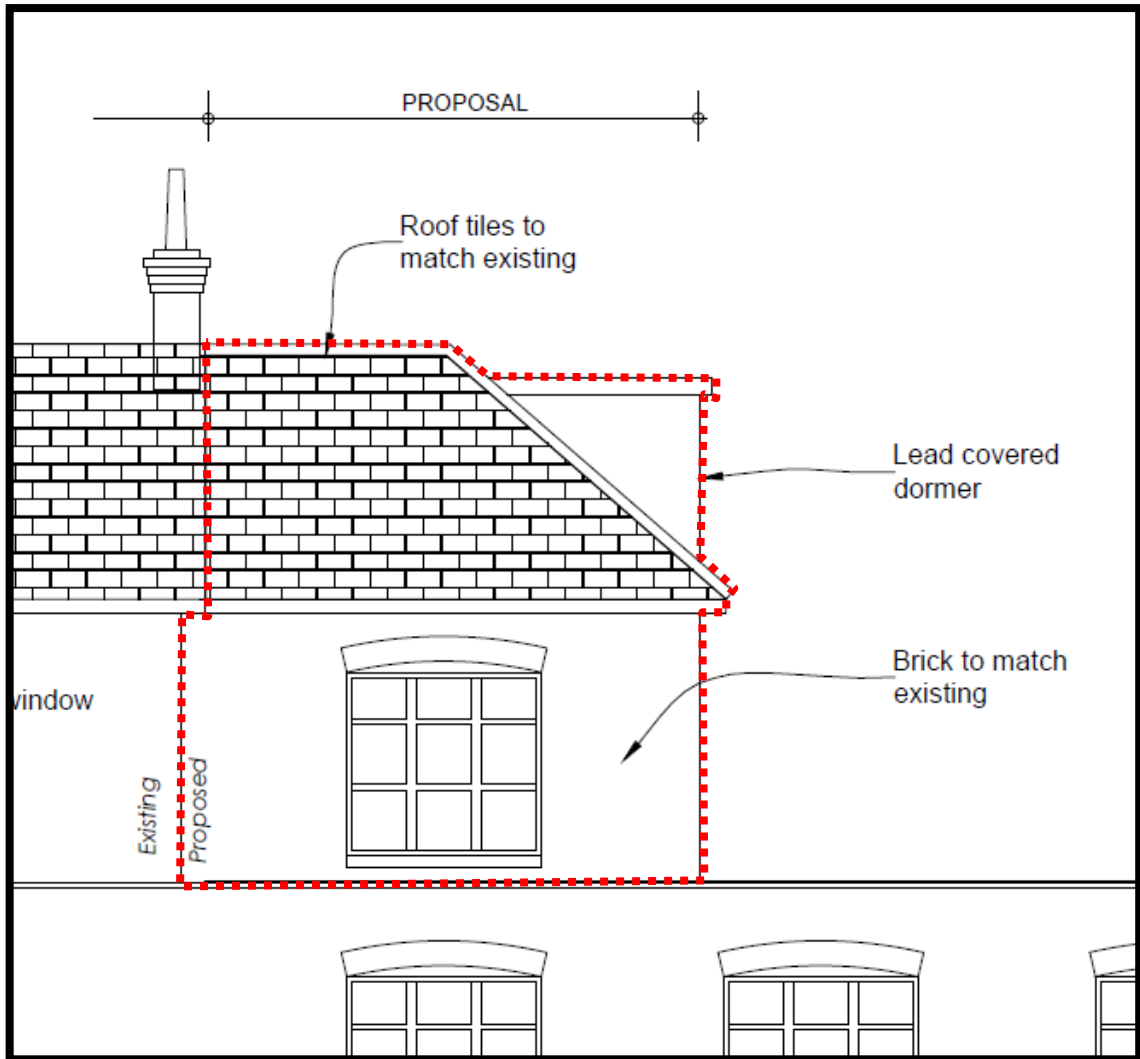 PROPOSAL
Roof tiles to
match existing
Lead covered
dormer
Brick to match
existing
window
Existing
Proposed